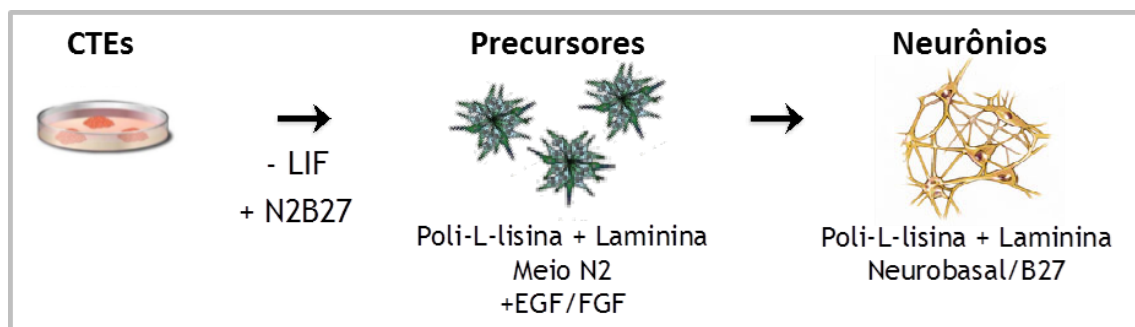 CTEs
- LIF
+ N2B27
Precursores
Poli-L-lisina + Laminina
Meio N2
+EGF/FGF
Neurônios
Poli-L-lisina + Laminina
Neurobasal/B27